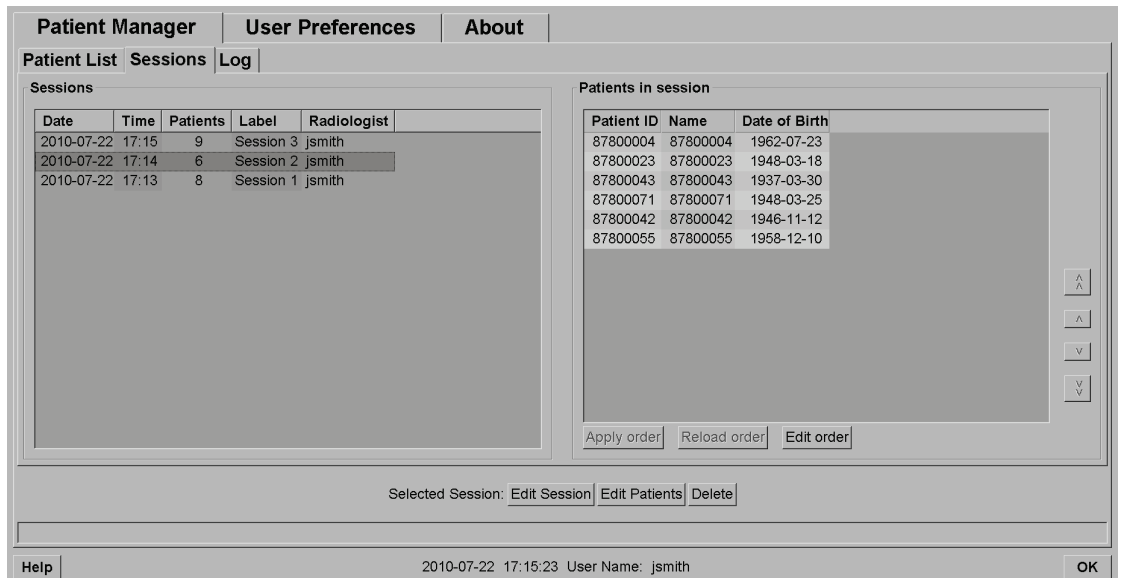 Patient Manager User Preferences About
Patient List Sessions Log
Sessions
Date Time Patients Label Radiologist
2010-07-22 17:15 9 Session 3 jsmith
2010-07-22 17:14 6 Session 2 jsmith
2010-07-22 17:13 8 Session 1 jsmith
Patients in session
Patient ID Name Date of Birth
87800004 87800004 1962-07-23
87800023 87800023 1948-03-18
87800043 87800043 1937-03-30
87800071 87800071 1948-03-25
87800042 87800042 1946-11-12
87800055 87800055 1958-12-10
Apply order Reload order Edit order
Selected Session: Edit Session Edit Patients Delete
Help 2010-07-22 17:15:23 User Name: jsmith OK